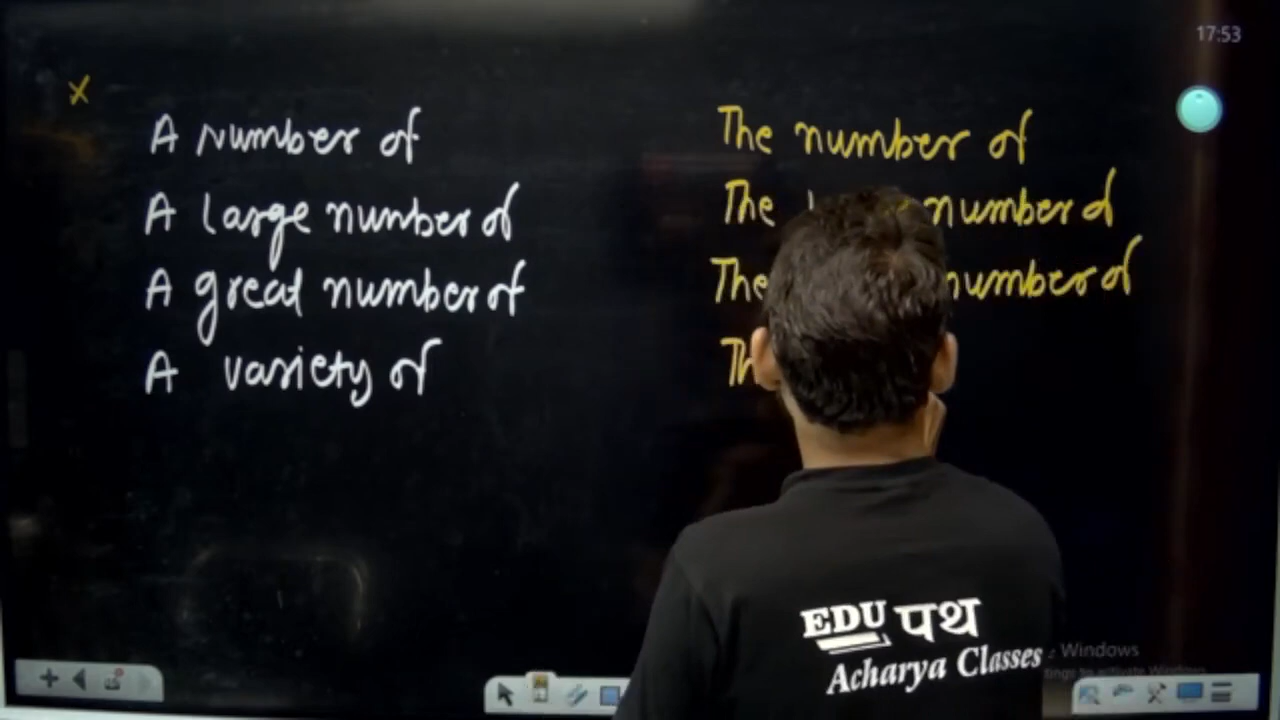 17:53
A number of
The number of
A large number of
The number of
A great number of
The number of
A variety of
EDU पथ
Acharya Classes
Windows